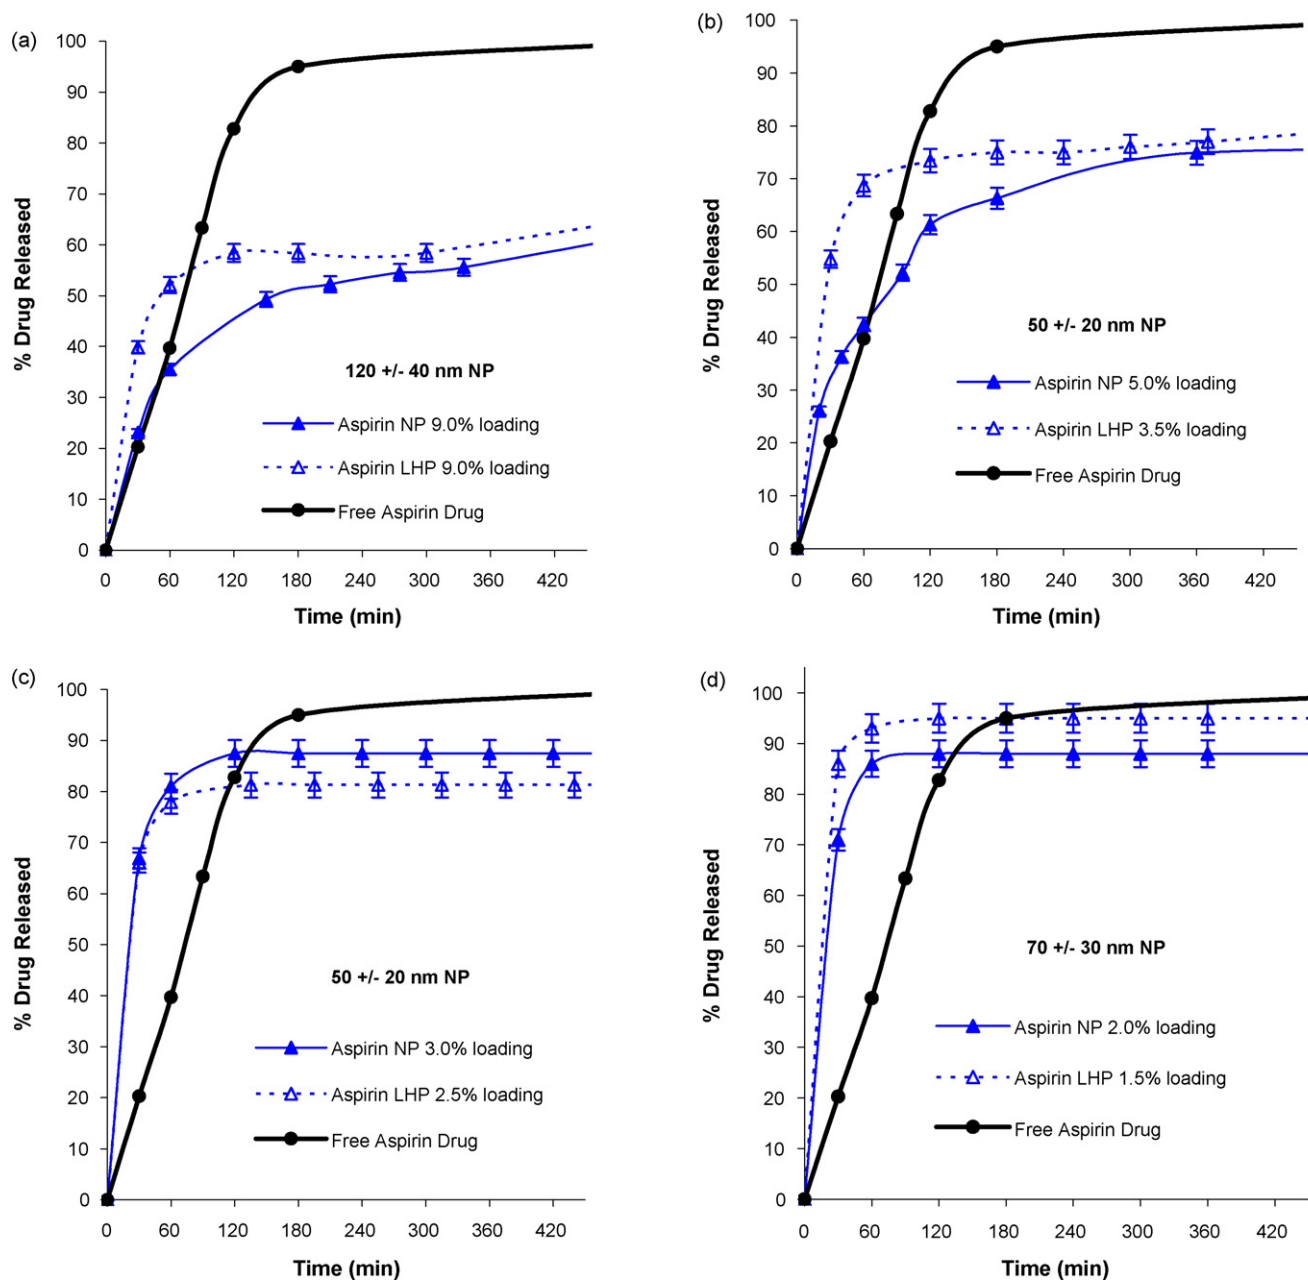 (a)
100
90
80
70
60
50
40
30
20
10
0
% Drug Released
120 +/- 40 nm NP
Aspirin NP 9.0% loading
Aspirin LHP 9.0% loading
Free Aspirin Drug
0 60 120 180 240 300 360 420
Time (min)
(b)
100
90
80
70
60
50
40
30
20
10
0
% Drug Released
50 +/- 20 nm NP
Aspirin NP 5.0% loading
Aspirin LHP 3.5% loading
Free Aspirin Drug
0 60 120 180 240 300 360 420
Time (min)
(c)
100
90
80
70
60
50
40
30
20
10
0
% Drug Released
50 +/- 20 nm NP
Aspirin NP 3.0% loading
Aspirin LHP 2.5% loading
Free Aspirin Drug
0 60 120 180 240 300 360 420
Time (min)
(d)
100
90
80
70
60
50
40
30
20
10
0
% Drug Released
70 +/- 30 nm NP
Aspirin NP 2.0% loading
Aspirin LHP 1.5% loading
Free Aspirin Drug
0 60 120 180 240 300 360 420
Time (min)